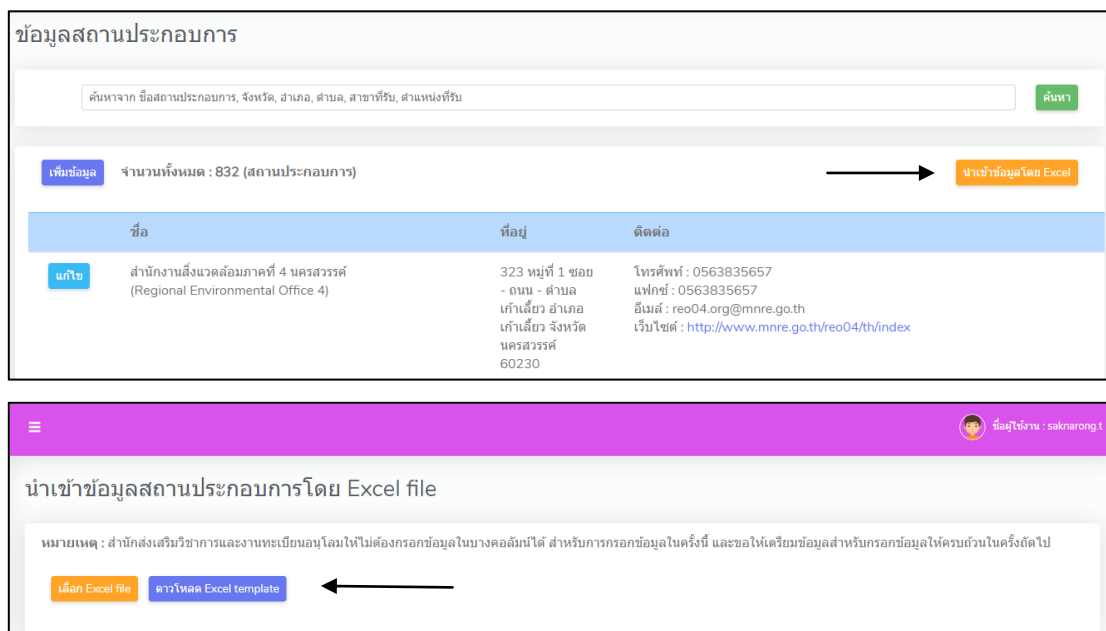 ข้อมูลสถานประกอบการ
ค้นหาจาก ชื่อสถานประกอบการ, จังหวัด, อำเภอ, ตำบล, สาขาที่รับ, ตำแหน่งที่รับ
ค้นหา
เพิ่มข้อมูล
จำนวนทั้งหมด : 832 (สถานประกอบการ)
นำเข้าข้อมูลโดย Excel
ชื่อ ที่อยู่ ติดต่อ
แก้ไข
สำนักงานสิ่งแวดล้อมภาคที่ 4 นครสวรรค์
(Regional Environmental Office 4)
323 หมู่ที่ 1 ซอย
- ถนน - ตำบล
เก้าเลี้ยว อำเภอ
เก้าเลี้ยว จังหวัด
นครสวรรค์
60230
โทรศัพท์ : 0563835657
แฟกซ์ : 0563835657
อีเมล์ : reo04.org@mnre.go.th
เว็บไซต์ : http://www.mnre.go.th/reo04/th/index
ชื่อผู้ใช้งาน : saknarong.t
นำเข้าข้อมูลสถานประกอบการโดย Excel file
หมายเหตุ : สำนักส่งเสริมวิชาการและงานทะเบียนอนุโลมให้ไม่ต้องกรอกข้อมูลในบางคอลัมน์ได้ สำหรับการกรอกข้อมูลในครั้งนี้ และขอให้เตรียมข้อมูลสำหรับกรอกข้อมูลให้ครบถ้วนในครั้งถัดไป
เลือก Excel file
ดาวโหลด Excel template